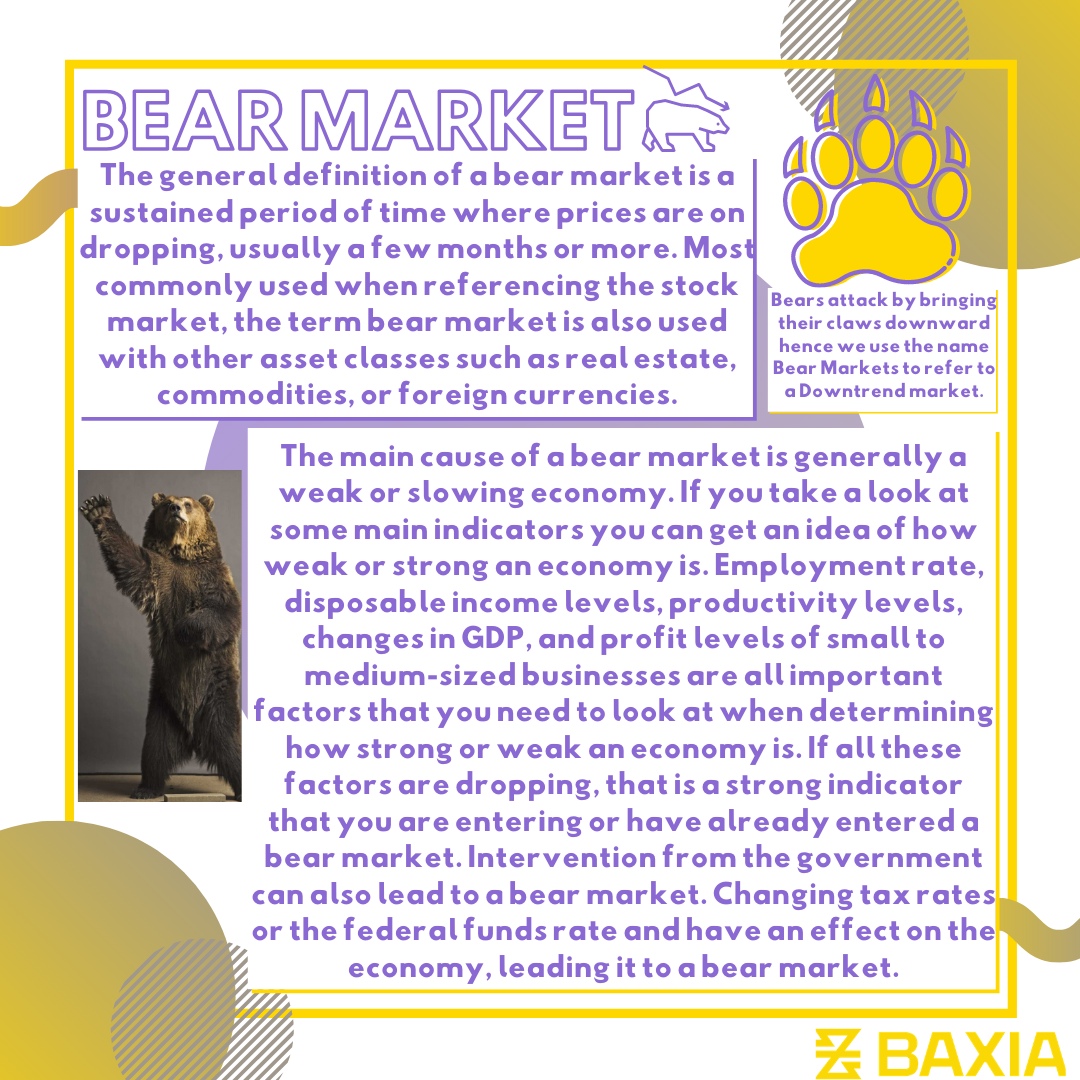 BEAR MARKET
The general definition of a bear market is a
sustained period of time where prices are on
dropping, usually a few months or more. Most
commonly used when referencing the stock
market, the term bear market is also used
with other asset classes such as real estate,
commodities, or foreign currencies.
Bears attack by bringing
their claws downward
hence we use the name
Bear Markets to refer to
a Downtrend market.
The main cause of a bear market is generally a
weak or slowing economy. If you take a look at
some main indicators you can get an idea of how
weak or strong an economy is. Employment rate,
disposable income levels, productivity levels,
changes in GDP, and profit levels of small to
medium-sized businesses are all important
factors that you need to look at when determining
how strong or weak an economy is. If all these
factors are dropping, that is a strong indicator
that you are entering or have already entered a
bear market. Intervention from the government
can also lead to a bear market. Changing tax rates
or the federal funds rate and have an effect on the
economy, leading it to a bear market.
BAXIA